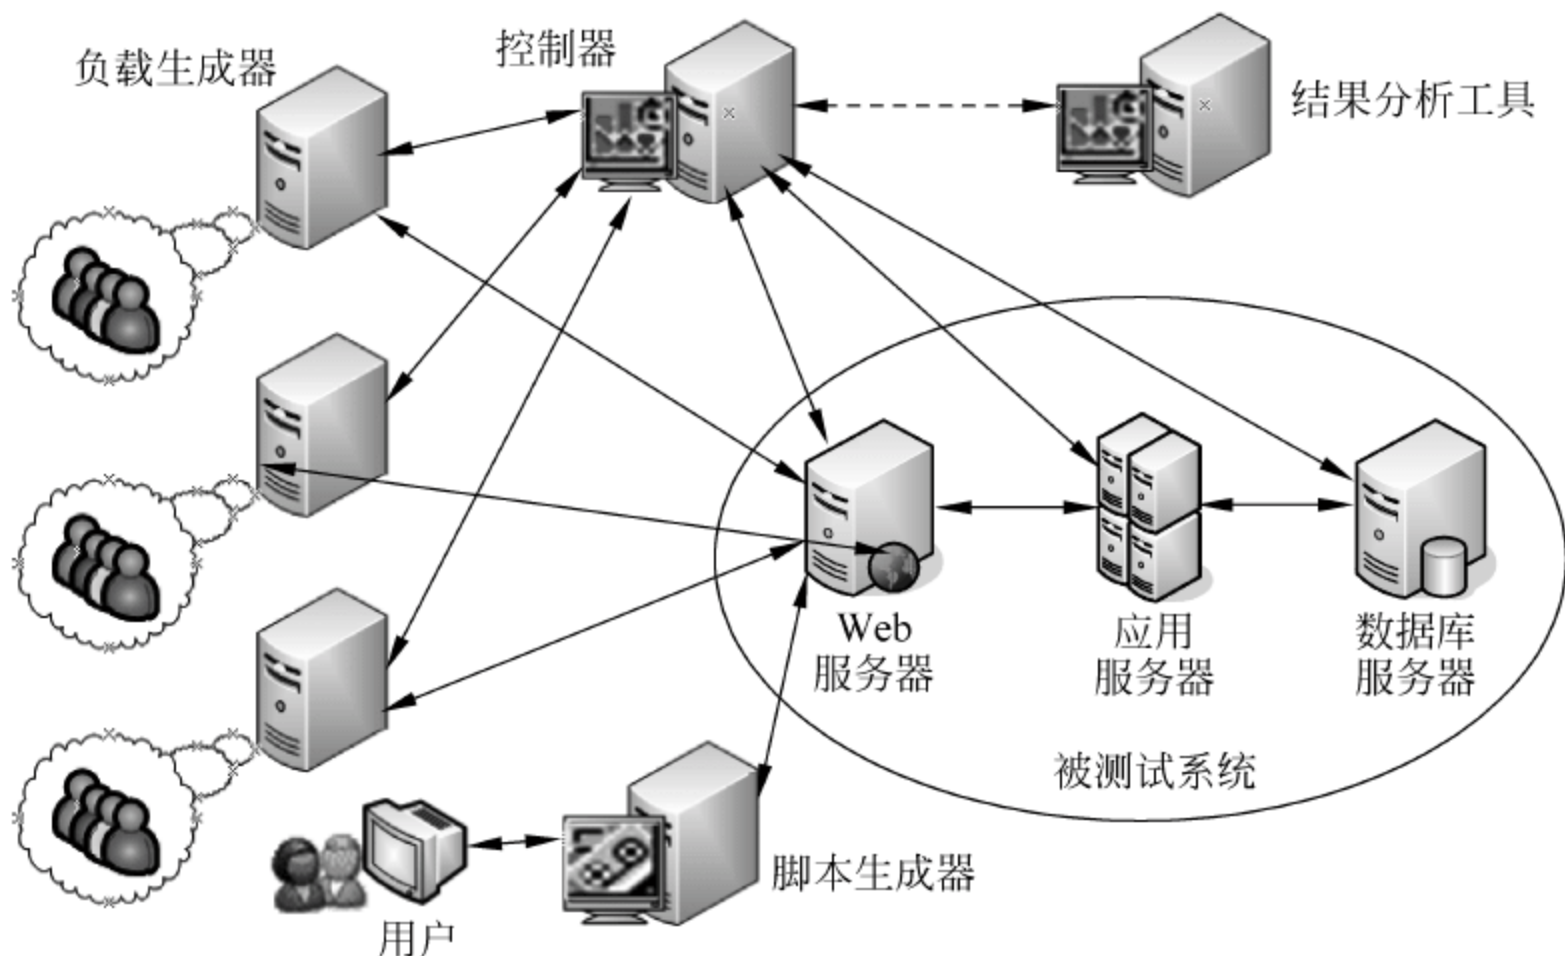 负载生成器
控制器
结果分析工具
Web
服务器
应用
服务器
数据库
服务器
被测试系统
脚本生成器
用户